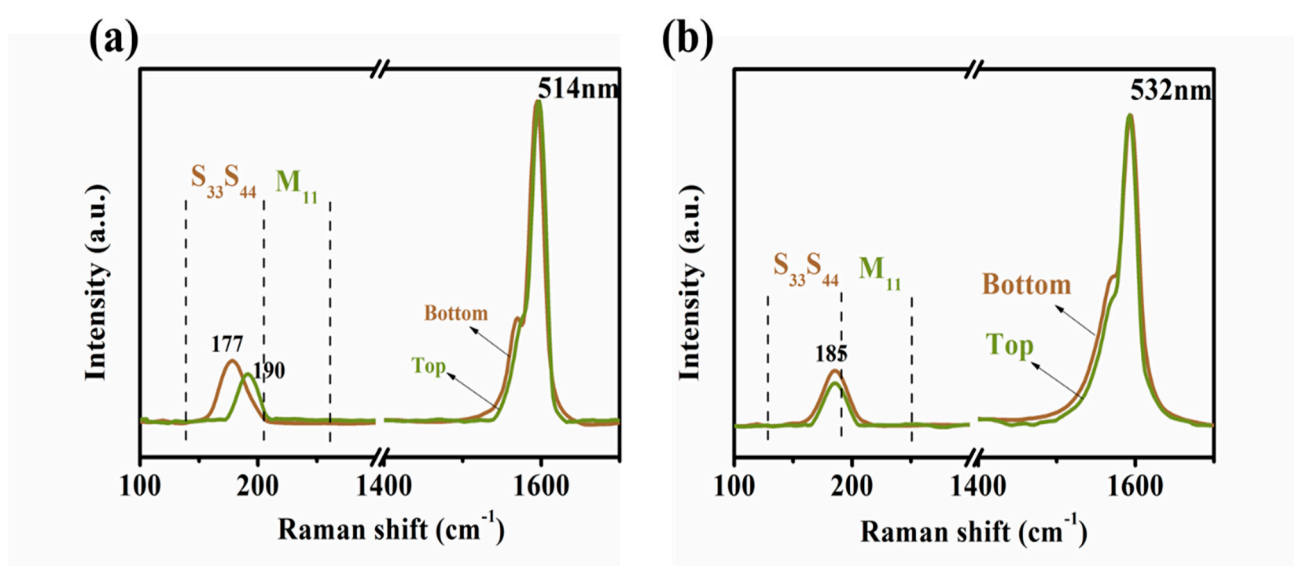 (a)
514nm
S33S44 M11
177
190
Bottom
Top
Intensity (a.u.)
100 200 1400 1600
Raman shift (cm-1)
(b)
532nm
S33S44 M11
185
Bottom
Top
Intensity (a.u.)
100 200 1400 1600
Raman shift (cm-1)